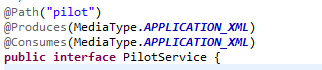 @Path("pilot")
@Produces(MediaType.APPLICATION_XML)
@Consumes(MediaType.APPLICATION_XML)
public interface PilotService {